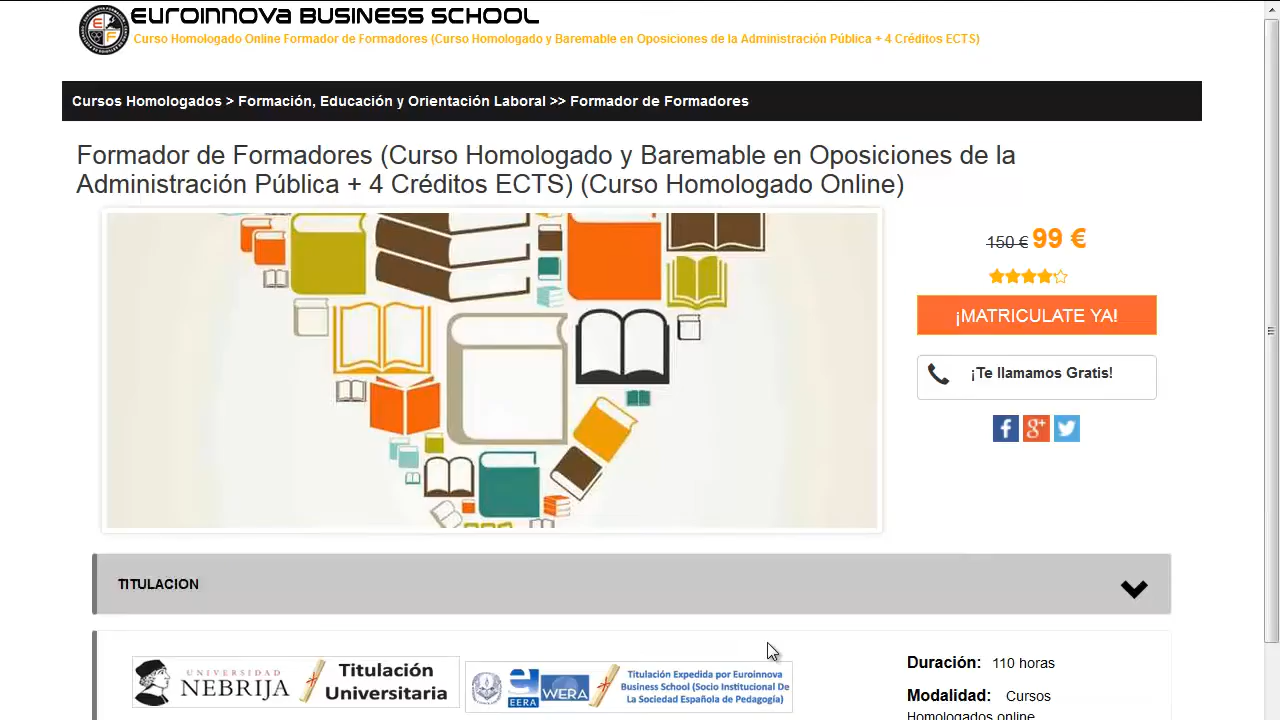 EUROINNOVA BUSINESS SCHOOL
Curso Homologado Online Formador de Formadores (Curso Homologado y Baremable en Oposiciones de la Administración Pública + 4 Créditos ECTS)
Cursos Homologados > Formación, Educación y Orientación Laboral >> Formador de Formadores
Formador de Formadores (Curso Homologado y Baremable en Oposiciones de la
Administración Pública + 4 Créditos ECTS) (Curso Homologado Online)
150 € 99 €
¡MATRICULATE YA!
¡Te llamamos Gratis!
TITULACION
UNIVERSIDAD
NEBRIJA
Titulación
Universitaria
EERA
WERA
Titulación Expedida por Euroinnova
Business School (Socio Institucional De
La Sociedad Española de Pedagogía)
Duración: 110 horas
Modalidad: Cursos
Homologados online